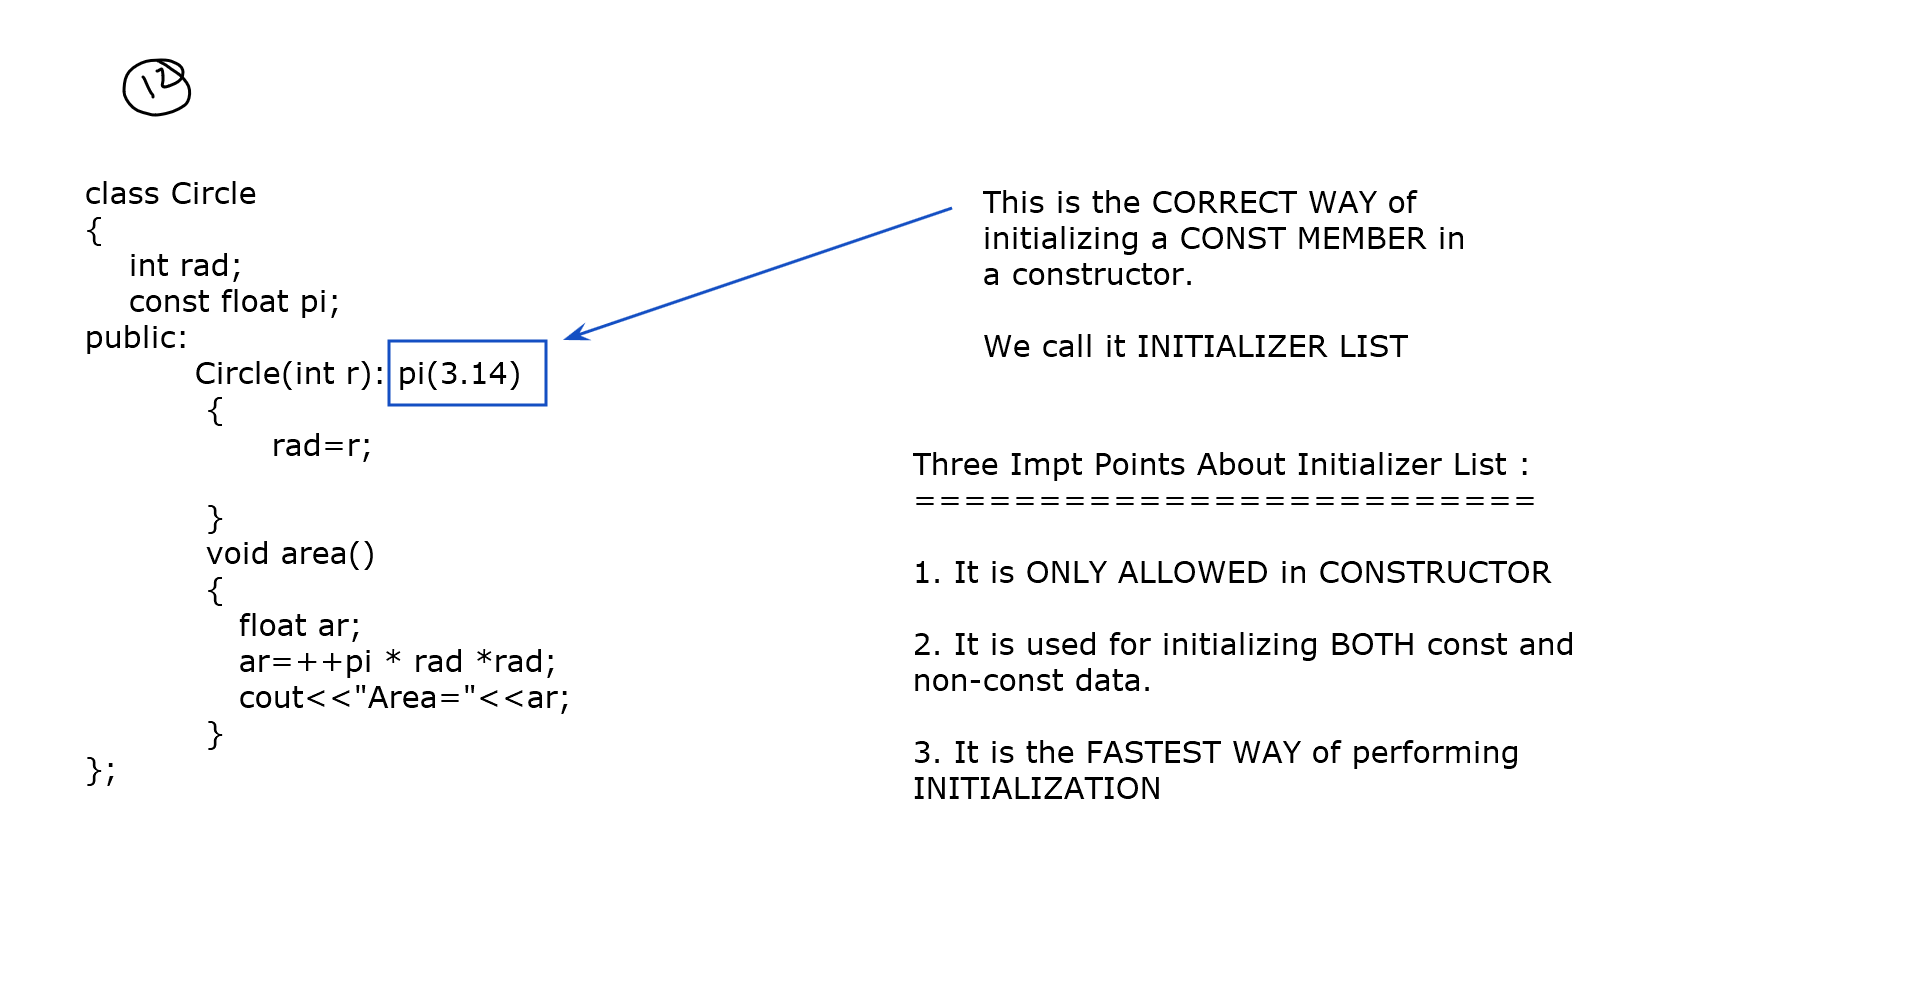 12
class Circle
{
int rad;
const float pi;
public:
Circle(int r): pi(3.14)
{
rad=r;
}
void area()
{
float ar;
ar=++pi * rad *rad;
cout<<"Area="<<ar;
}
};
This is the CORRECT WAY of
initializing a CONST MEMBER in
a constructor.
We call it INITIALIZER LIST
Three Impt Points About Initializer List :
=========================
1. It is ONLY ALLOWED in CONSTRUCTOR
2. It is used for initializing BOTH const and
non-const data.
3. It is the FASTEST WAY of performing
INITIALIZATION